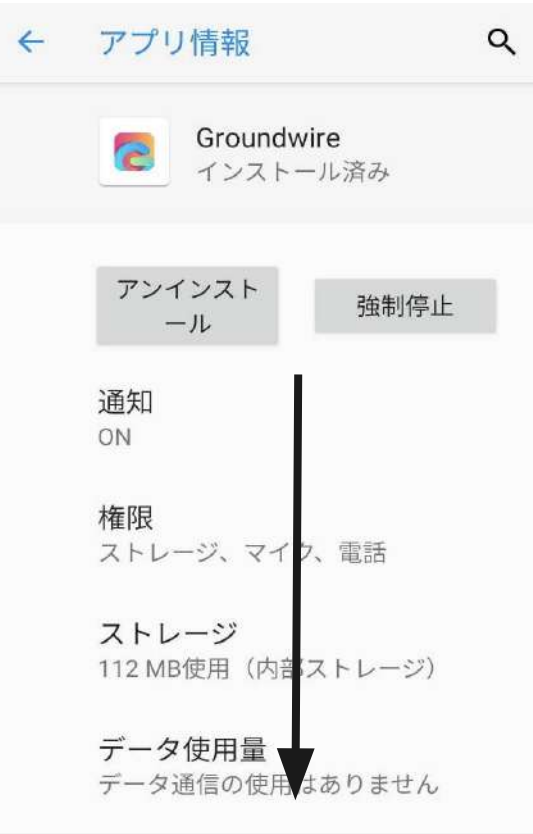 アプリ情報
Groundwire
インストール済み
アンインスト
ール
強制停止
通知
ON
権限
ストレージ、マイク、電話
ストレージ
112 MB使用（内部ストレージ）
データ使用量
データ通信の使用はありません